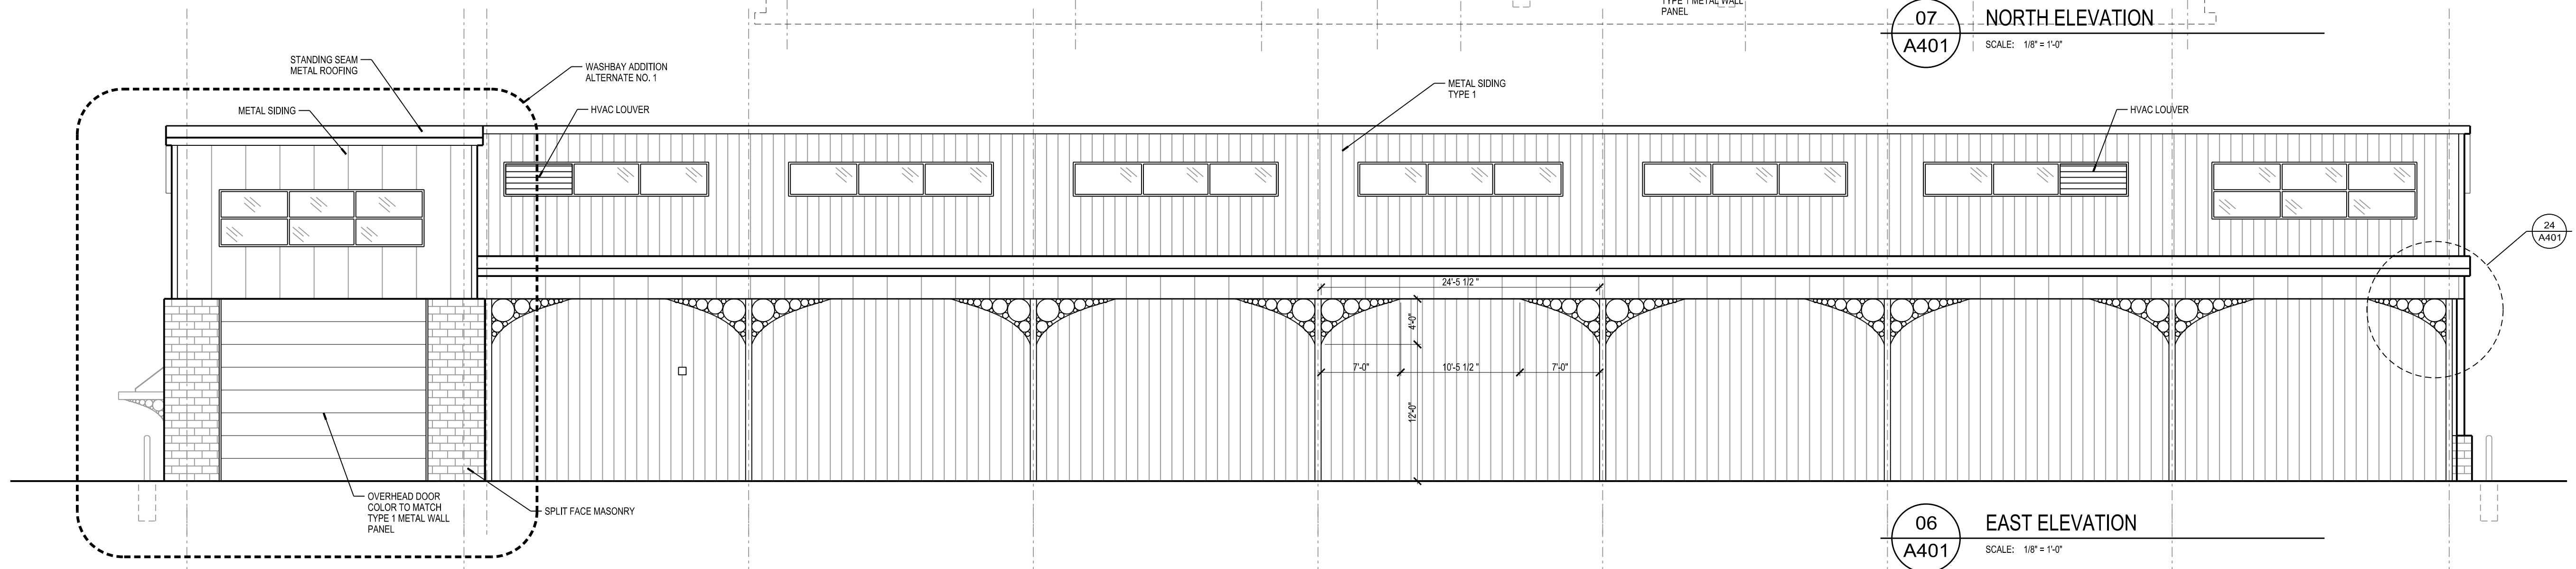 TYPE 1 METAL WALL
PANEL
07
A401
NORTH ELEVATION
SCALE: 1/8" = 1'-0"
STANDING SEAM
METAL ROOFING
WASHBAY ADDITION
ALTERNATE NO. 1
METAL SIDING
HVAC LOUVER
METAL SIDING
TYPE 1
HVAC LOUVER
24
A401
24'-5 1/2 "
4'-0"
7'-0"
10'-5 1/2 "
7'-0"
12'-0"
OVERHEAD DOOR
COLOR TO MATCH
TYPE 1 METAL WALL
PANEL
SPLIT FACE MASONRY
06
A401
EAST ELEVATION
SCALE: 1/8" = 1'-0"